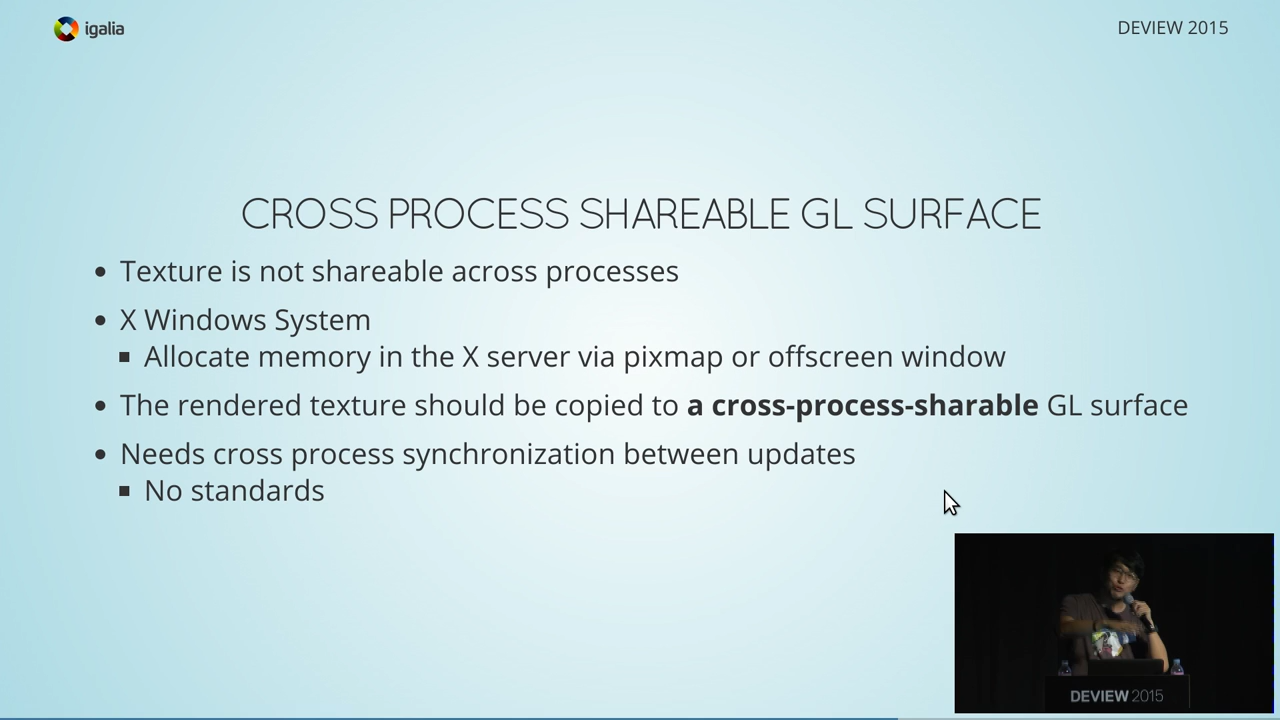 igalia
DEVIEW 2015
CROSS PROCESS SHAREABLE GL SURFACE
Texture is not shareable across processes
X Windows System
Allocate memory in the X server via pixmap or offscreen window
The rendered texture should be copied to a cross-process-sharable GL surface
Needs cross process synchronization between updates
No standards
DEVIEW 2015